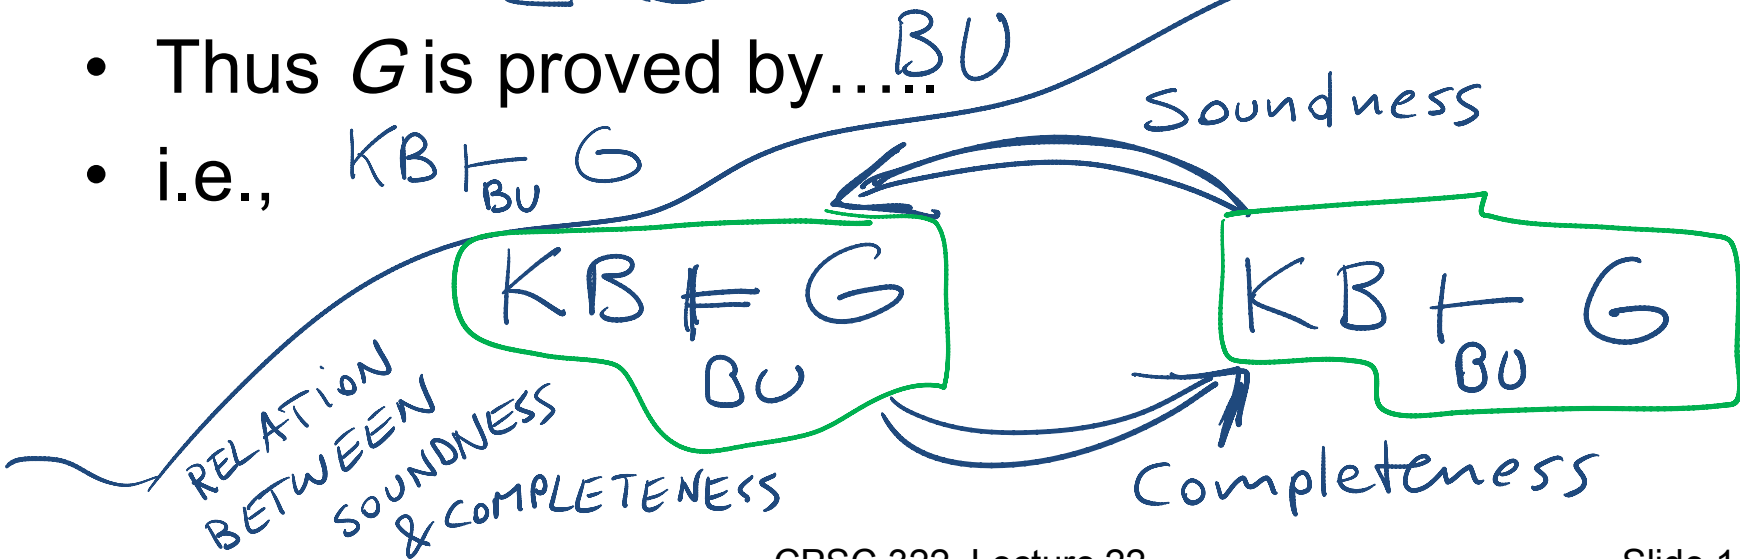 • Thus G is proved by..... BU
• i.e., KB ⊢BU G
Soundness
KB ⊨ G
BU
KB ⊢ G
BU
RELATION
BETWEEN
SOUNDNESS
& COMPLETENESS
Completeness